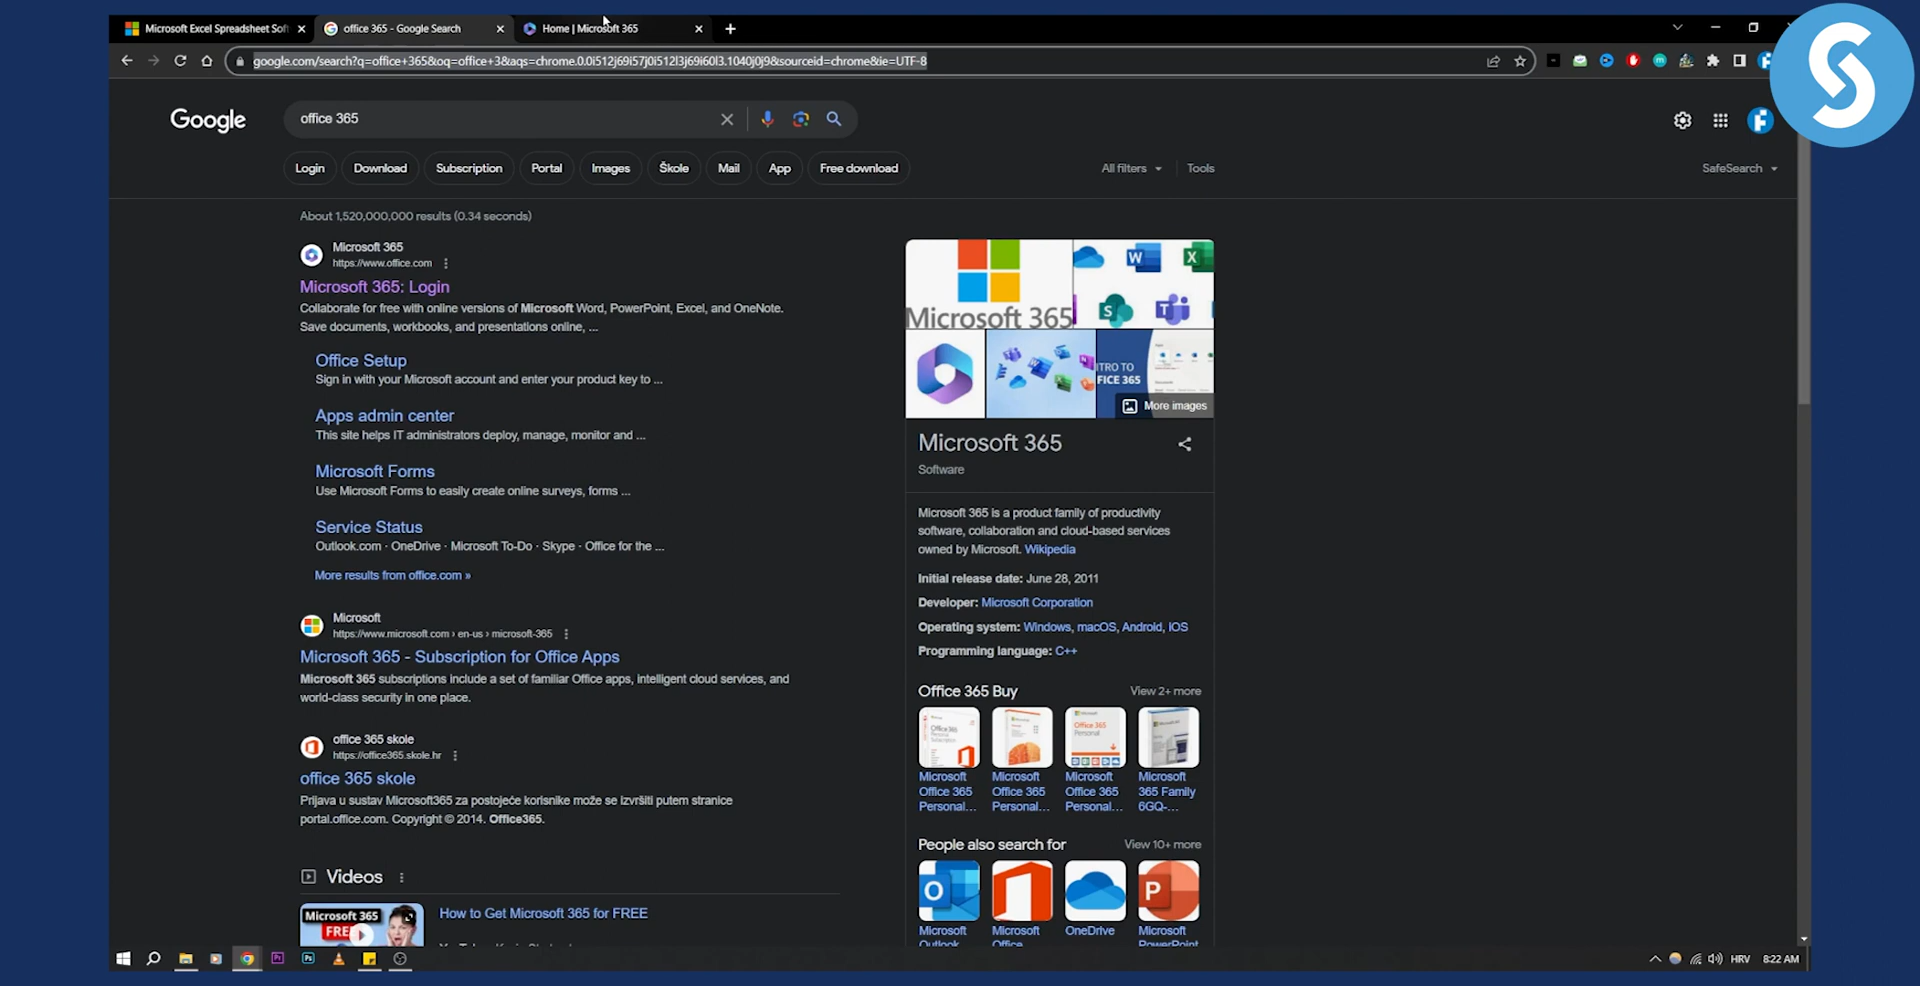 Microsoft Excel Spreadsheet Soft
office 365 - Google Search
Home | Microsoft 365
google.com/search?q=office+365&oq=office+3&aqs=chrome.0.0i512j69i57j0i512l3j69i60l3.1040j0j9&sourceid=chrome&ie=UTF-8
Google
office 365
Login
Download
Subscription
Portal
Images
Škole
Mail
App
Free download
All filters
Tools
SafeSearch
About 1,520,000,000 results (0.34 seconds)
Microsoft 365
https://www.office.com
Microsoft 365: Login
Collaborate for free with online versions of Microsoft Word, PowerPoint, Excel, and OneNote.
Save documents, workbooks, and presentations online, ...
Office Setup
Sign in with your Microsoft account and enter your product key to ...
Apps admin center
This site helps IT administrators deploy, manage, monitor and ...
Microsoft Forms
Use Microsoft Forms to easily create online surveys, forms ...
Service Status
Outlook.com · OneDrive · Microsoft To-Do · Skype · Office for the ...
More results from office.com »
Microsoft
https://www.microsoft.com › en-us › microsoft-365
Microsoft 365 - Subscription for Office Apps
Microsoft 365 subscriptions include a set of familiar Office apps, intelligent cloud services, and
world-class security in one place.
office 365 skole
https://office365.skole.hr
office 365 skole
Prijava u sustav Microsoft365 za postojeće korisnike može se izvršiti putem stranice
portal.office.com. Copyright © 2014. Office365.
Videos
Microsoft 365
FREE
How to Get Microsoft 365 for FREE
Microsoft 365
INTRO TO
OFFICE 365
More images
Microsoft 365
Software
Microsoft 365 is a product family of productivity
software, collaboration and cloud-based services
owned by Microsoft. Wikipedia
Initial release date: June 28, 2011
Developer: Microsoft Corporation
Operating system: Windows, macOS, Android, IOS
Programming language: C++
Office 365 Buy
View 2+ more
Microsoft
Office 365
Personal...
Microsoft
Office 365
Personal...
Microsoft
Office 365
Personal...
Microsoft
365 Family
6GQ-...
People also search for
View 10+ more
Microsoft
Outlook
Microsoft
Office
OneDrive
Microsoft
PowerPoint
HRV
8:22 AM